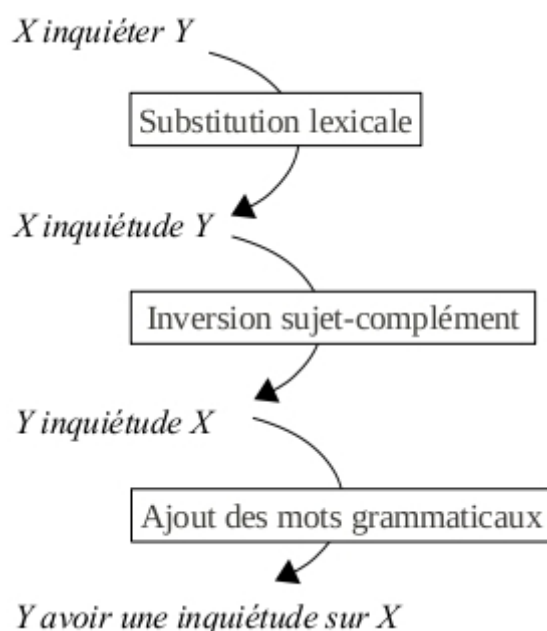 X inquiéter Y
Substitution lexicale
X inquiétude Y
Inversion sujet-complément
Y inquiétude X
Ajout des mots grammaticaux
Y avoir une inquiétude sur X